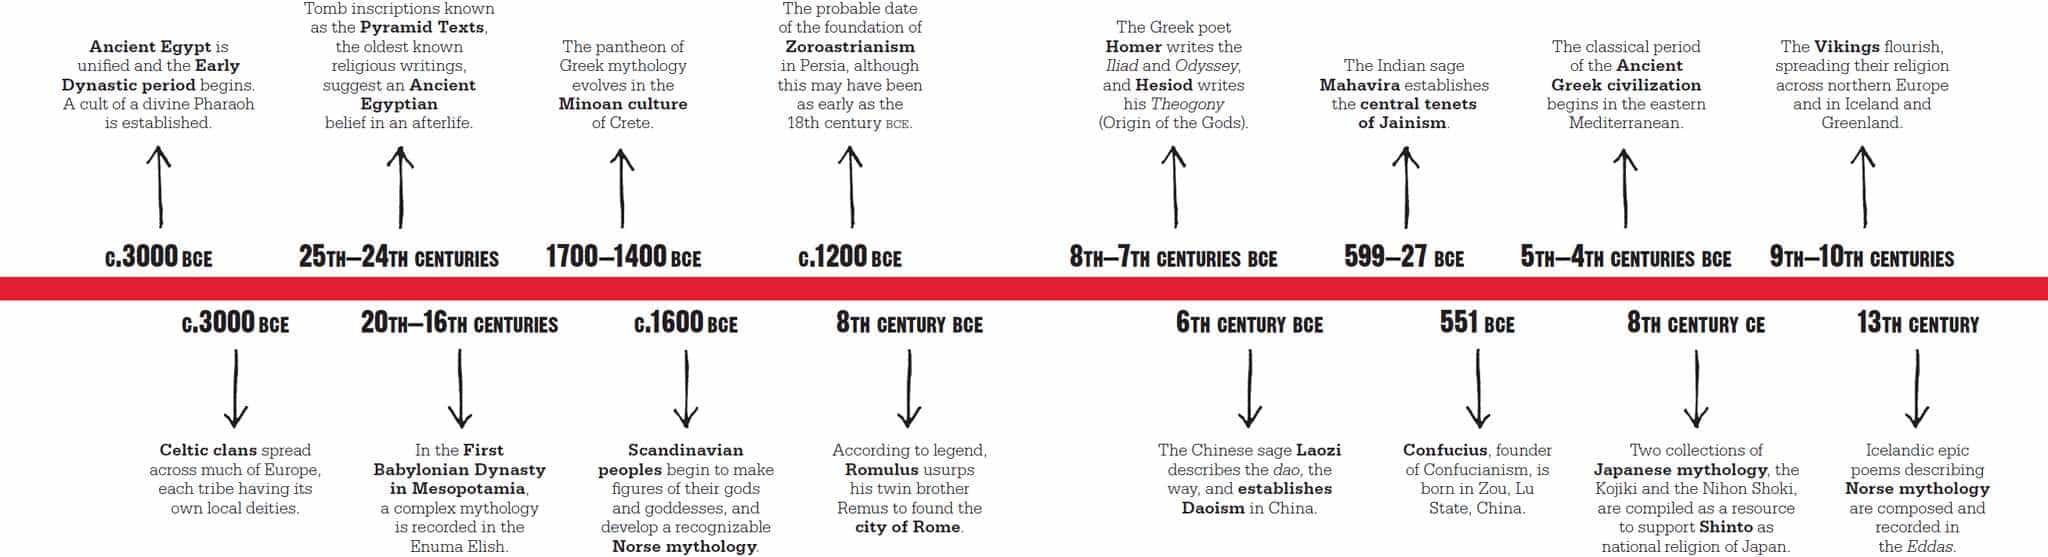 Ancient Egypt is
unified and the Early
Dynastic period begins.
A cult of a divine Pharaoh
is established.
Tomb inscriptions known
as the Pyramid Texts,
the oldest known
religious writings,
suggest an Ancient
Egyptian
belief in an afterlife.
The pantheon of
Greek mythology
evolves in the
Minoan culture
of Crete.
The probable date
of the foundation of
Zoroastrianism
in Persia, although
this may have been
as early as the
18th century BCE.
The Greek poet
Homer writes the
Iliad and Odyssey,
and Hesiod writes
his Theogony
(Origin of the Gods).
The Indian sage
Mahavira establishes
the central tenets
of Jainism.
The classical period
of the Ancient
Greek civilization
begins in the eastern
Mediterranean.
The Vikings flourish,
spreading their religion
across northern Europe
and in Iceland and
Greenland.
C.3000 BCE
25TH–24TH CENTURIES
1700–1400 BCE
C.1200 BCE
8TH–7TH CENTURIES BCE
599–27 BCE
5TH–4TH CENTURIES BCE
9TH–10TH CENTURIES
C.3000 BCE
20TH–16TH CENTURIES
C.1600 BCE
8TH CENTURY BCE
6TH CENTURY BCE
551 BCE
8TH CENTURY CE
13TH CENTURY
Celtic clans spread
across much of Europe,
each tribe having its
own local deities.
In the First
Babylonian Dynasty
in Mesopotamia,
a complex mythology
is recorded in the
Enuma Elish.
Scandinavian
peoples begin to make
figures of their gods
and goddesses, and
develop a recognizable
Norse mythology.
According to legend,
Romulus usurps
his twin brother
Remus to found the
city of Rome.
The Chinese sage Laozi
describes the dao, the
way, and establishes
Daoism in China.
Confucius, founder
of Confucianism, is
born in Zou, Lu
State, China.
Two collections of
Japanese mythology, the
Kojiki and the Nihon Shoki,
are compiled as a resource
to support Shinto as
national religion of Japan.
Icelandic epic
poems describing
Norse mythology
are composed and
recorded in
the Eddas.